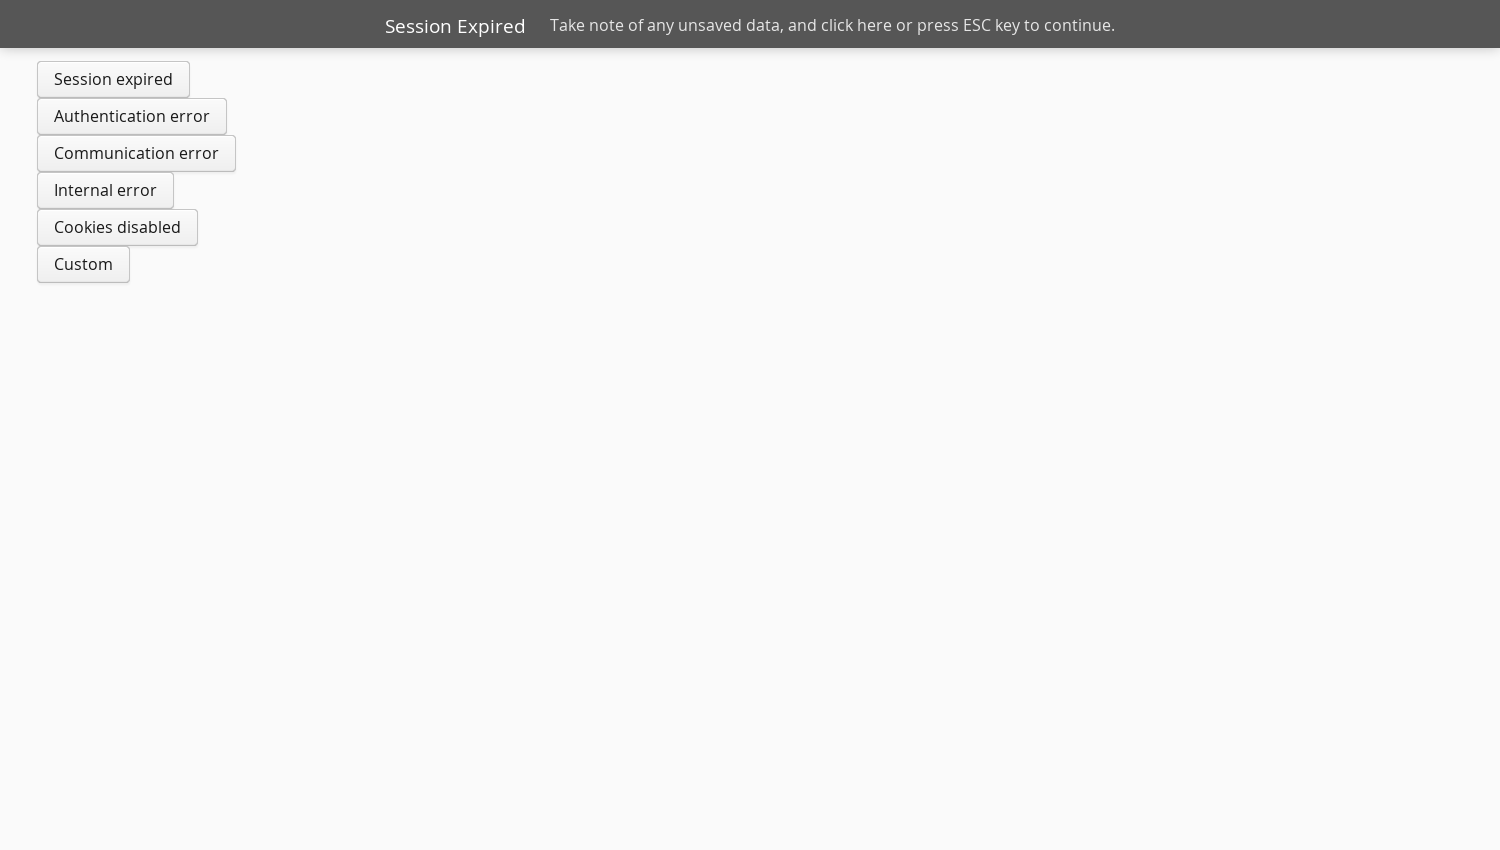 Session Expired Take note of any unsaved data, and click here or press ESC key to continue.
Session expired
Authentication error
Communication error
Internal error
Cookies disabled
Custom